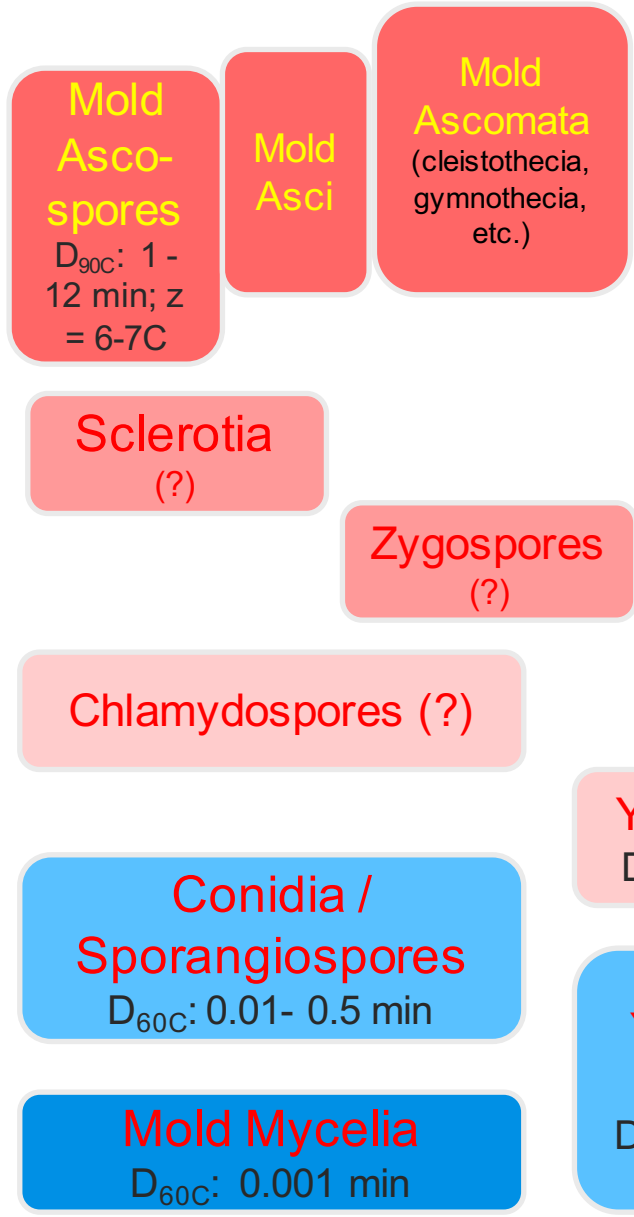 Mold
Asco-
spores
D90C: 1 -
12 min; z
= 6-7C
Mold
Asci
Mold
Ascomata
(cleistothecia,
gymnothecia,
etc.)
Sclerotia
(?)
Zygospores
(?)
Chlamydospores (?)
Conidia /
Sporangiospores
D60C: 0.01- 0.5 min
Mold Mycelia
D60C: 0.001 min